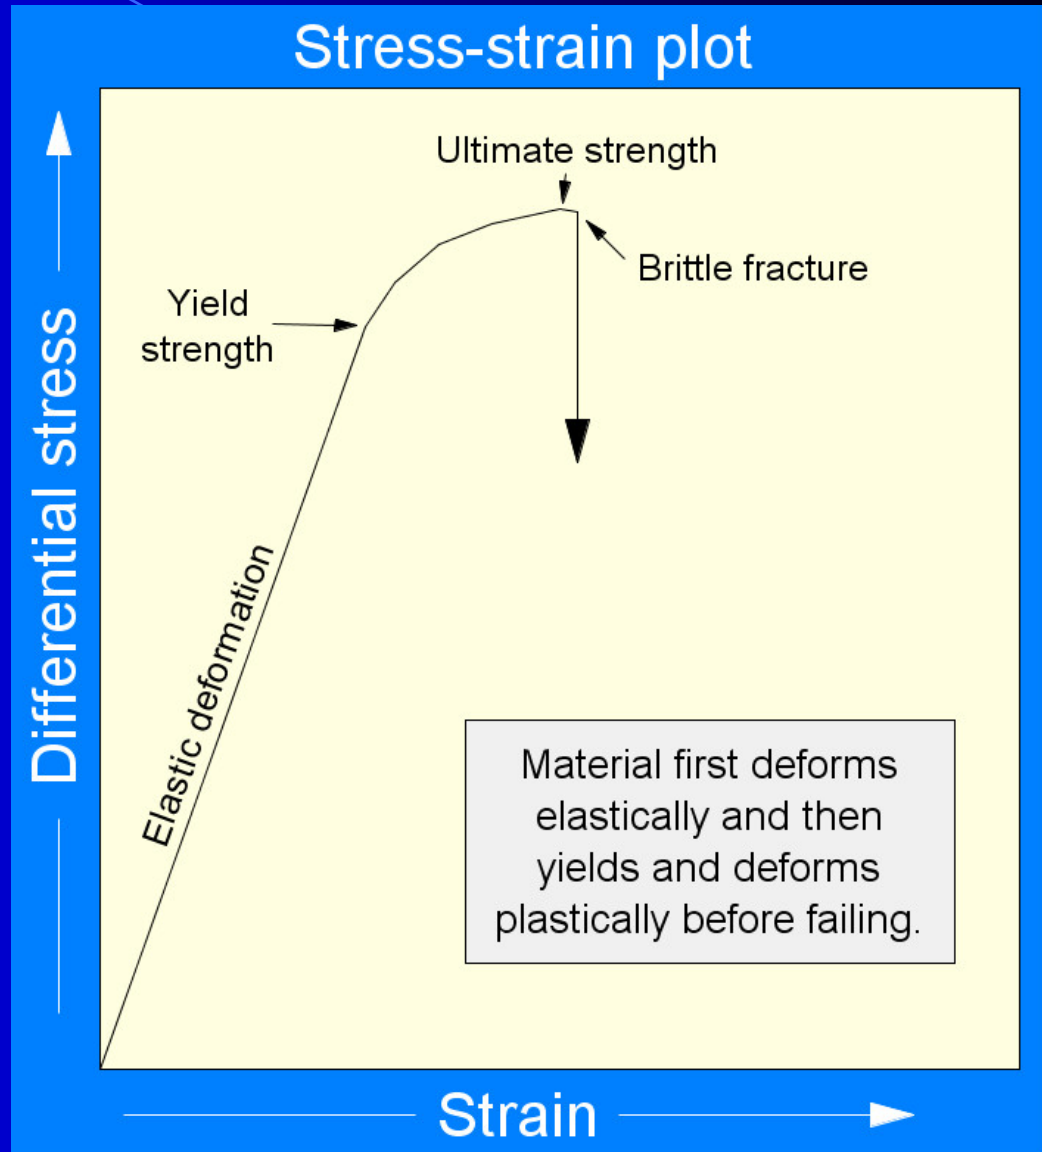 Stress-strain plot
Ultimate strength
Brittle fracture
Yield
strength
Differential stress
Elastic deformation
Material first deforms
elastically and then
yields and deforms
plastically before failing.
Strain